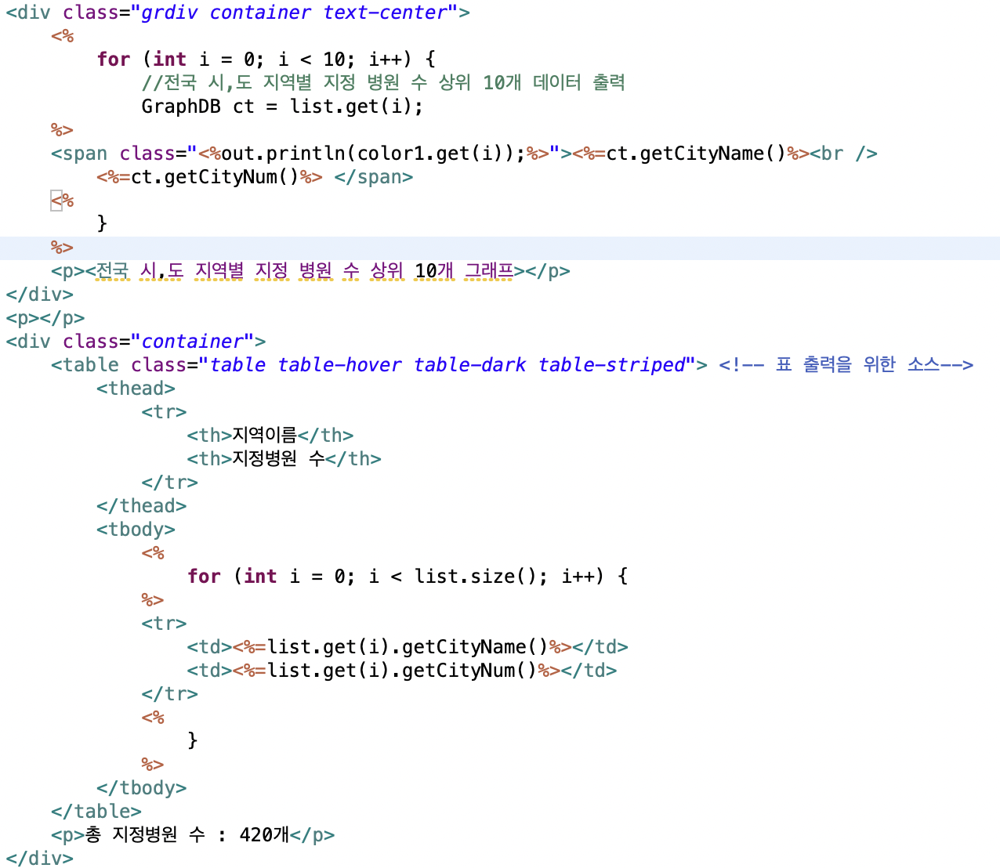 <div class="grdiv container text-center">
<%
for (int i = 0; i < 10; i++) {
//전국 시,도 지역별 지정 병원 수 상위 10개 데이터 출력
GraphDB ct = list.get(i);
%>
<span class="<%out.println(color1.get(i));%>"><%=ct.getCityName()%><br />
<%=ct.getCityNum()%> </span>
<%
}
%>
<p><전국 시,도 지역별 지정 병원 수 상위 10개 그래프></p>
</div>
<p></p>
<div class="container">
<table class="table table-hover table-dark table-striped"> <!-- 표 출력을 위한 소스-->
<thead>
<tr>
<th>지역이름</th>
<th>지정병원 수</th>
</tr>
</thead>
<tbody>
<%
for (int i = 0; i < list.size(); i++) {
%>
<tr>
<td><%=list.get(i).getCityName()%></td>
<td><%=list.get(i).getCityNum()%></td>
</tr>
<%
}
%>
</tbody>
</table>
<p>총 지정병원 수 : 420개</p>
</div>